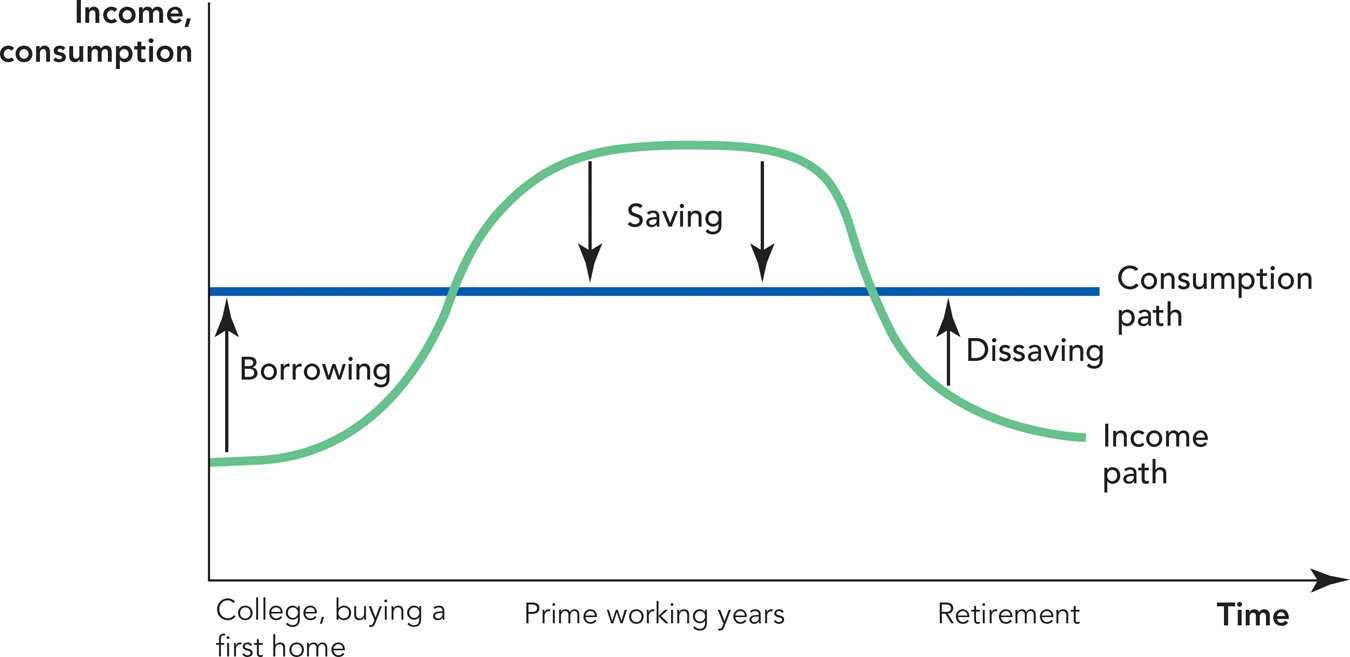 Income,
consumption
Saving
Consumption
path
Borrowing
Dissaving
Income
path
College, buying a
first home
Prime working years
Retirement
Time